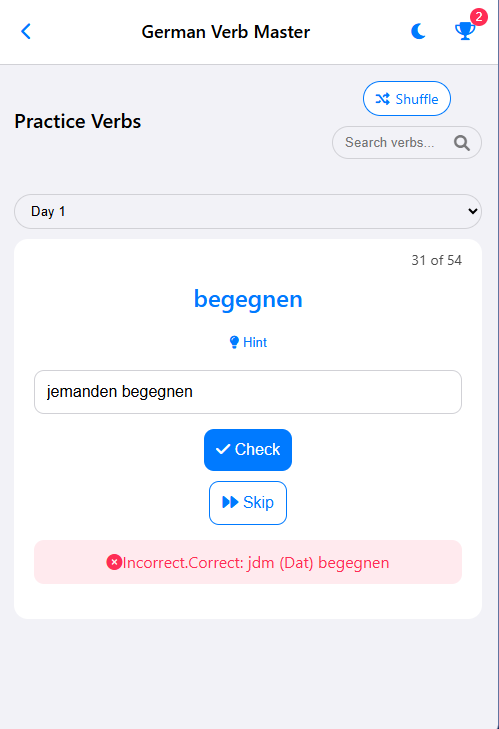 German Verb Master
2
Practice Verbs
Shuffle
Search verbs...
Day 1
31 of 54
begegnen
Hint
jemanden begegnen
Check
Skip
Incorrect.Correct: jdm (Dat) begegnen